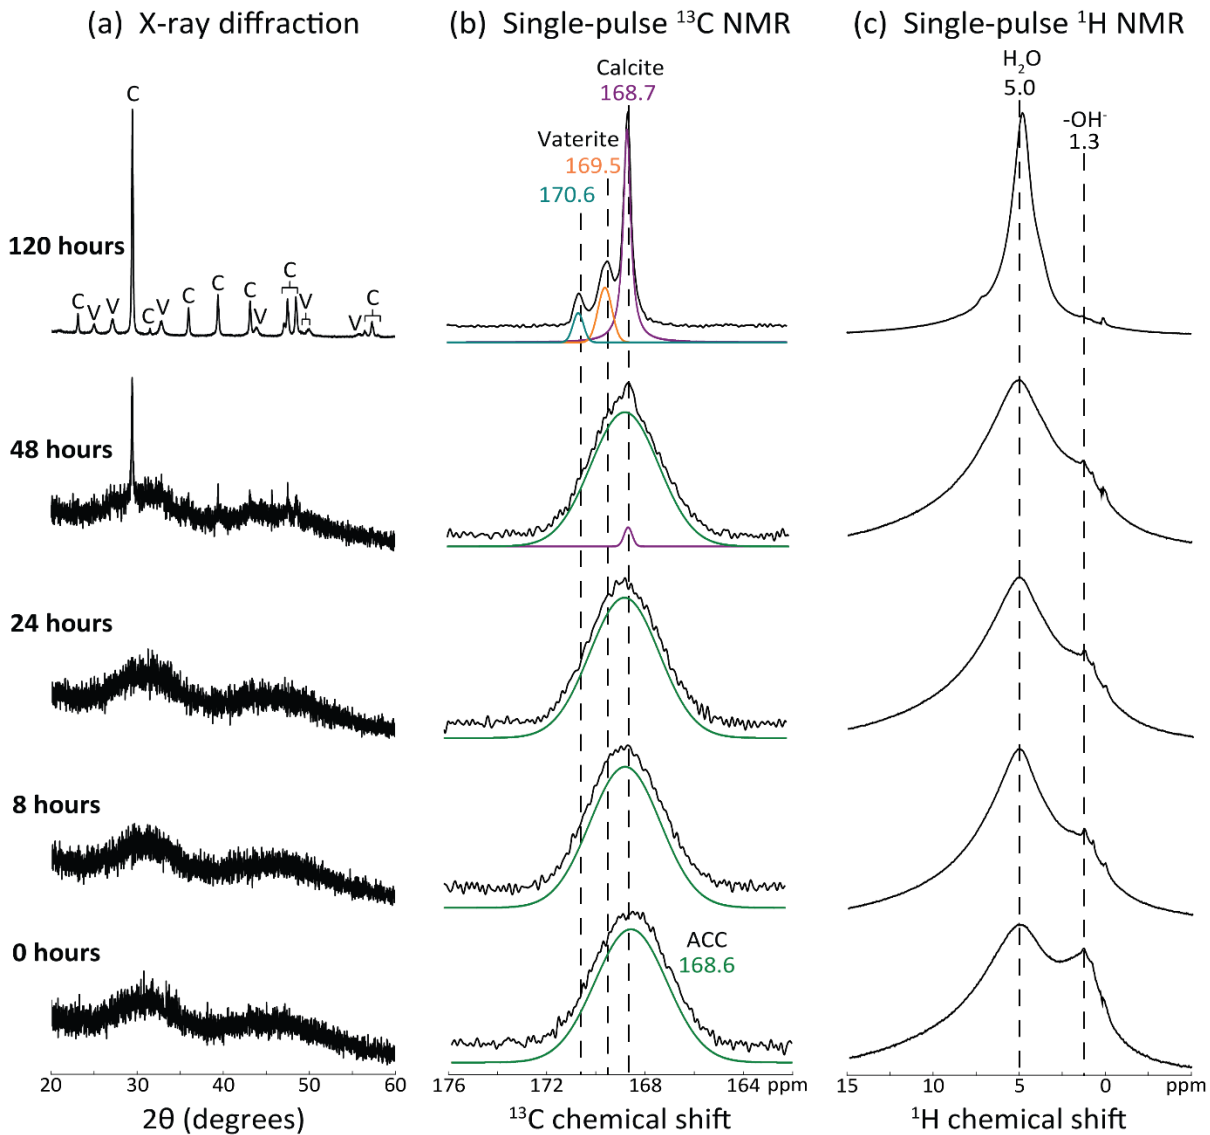 (a) X-ray diffraction
(b) Single-pulse ¹³C NMR
(c) Single-pulse ¹H NMR
C
C V V C V C C C V C V V C
120 hours
48 hours
24 hours
8 hours
0 hours
Calcite
168.7
Vaterite
169.5
170.6
ACC
168.6
H₂O
5.0
-OH⁻
1.3
20 30 40 50 60
2θ (degrees)
176 172 168 164 ppm
¹³C chemical shift
15 10 5 0 ppm
¹H chemical shift